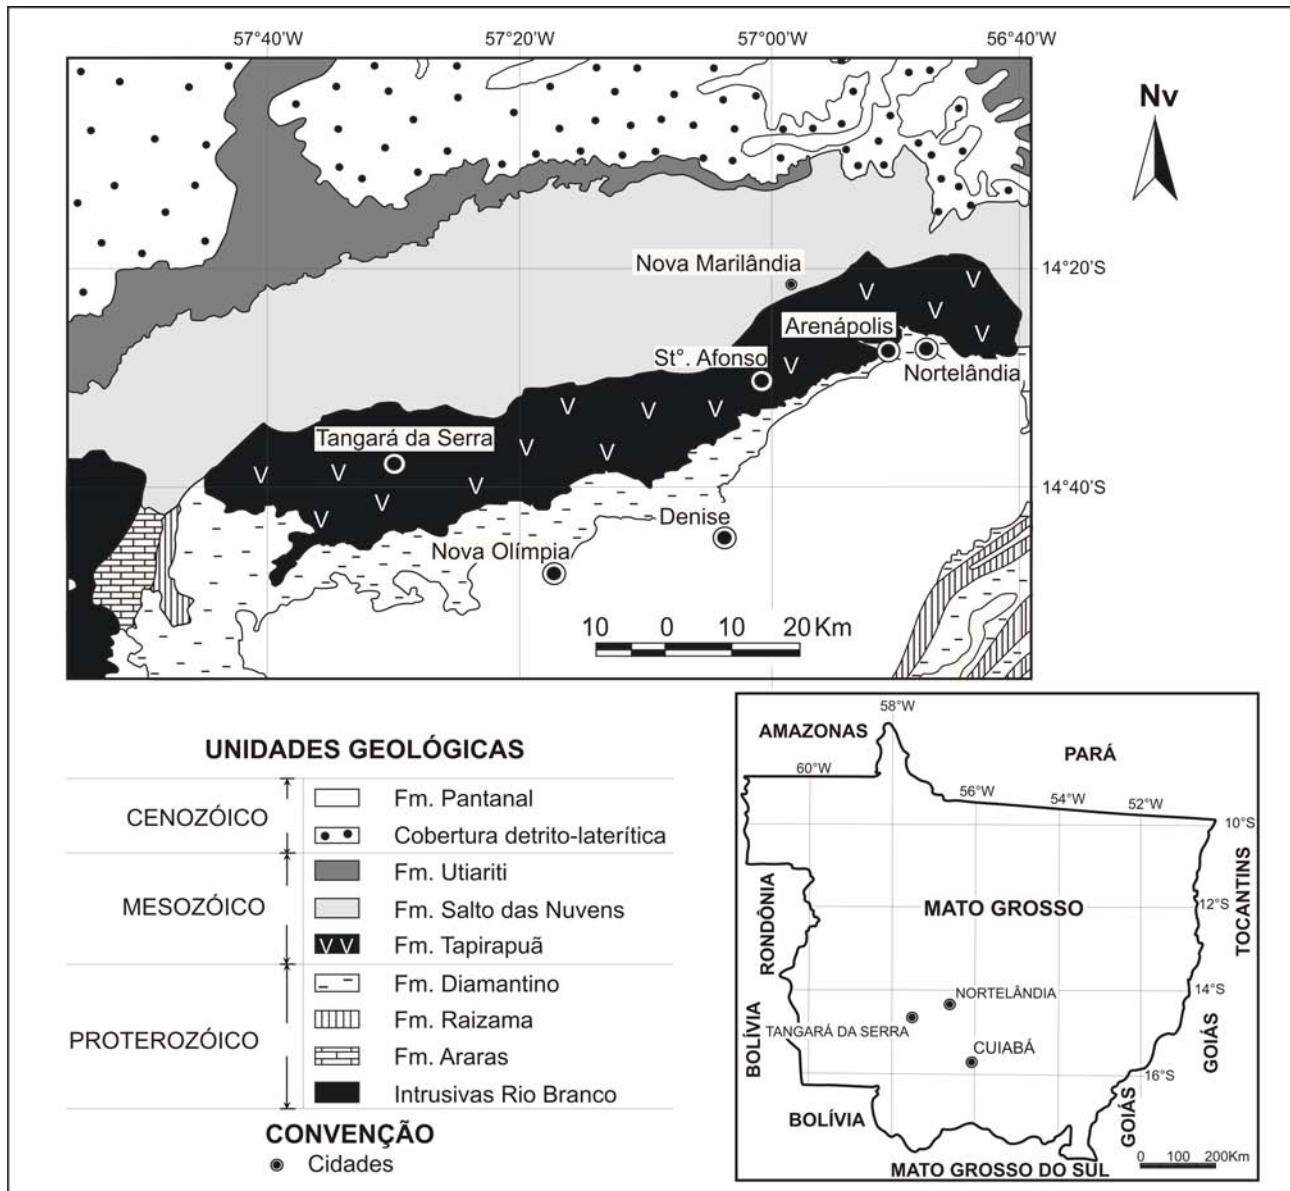 57°40'W 57°20'W 57°00'W 56°40'W
Nv
Nova Marilândia
14°20'S
Arenápolis
St°. Afonso
Nortelândia
Tangará da Serra
14°40'S
Denise
Nova Olímpia
10 0 10 20 Km
UNIDADES GEOLÓGICAS
CENOZÓICO
Fm. Pantanal
Cobertura detrito-laterítica
MESOZÓICO
Fm. Utiariti
Fm. Salto das Nuvens
V V Fm. Tapirapuã
PROTEROZÓICO
Fm. Diamantino
Fm. Raizama
Fm. Araras
Intrusivas Rio Branco
CONVENÇÃO
Cidades
58°W
AMAZONAS
PARÁ
60°W
56°W
54°W
52°W
10°S
TOCANTINS
RONDÔNIA
MATO GROSSO
12°S
14°S
NORTELÂNDIA
TANGARÁ DA SERRA
BOLÍVIA
GOIÁS
CUIABÁ
16°S
BOLÍVIA
GOIÁS
0 100 200Km
MATO GROSSO DO SUL